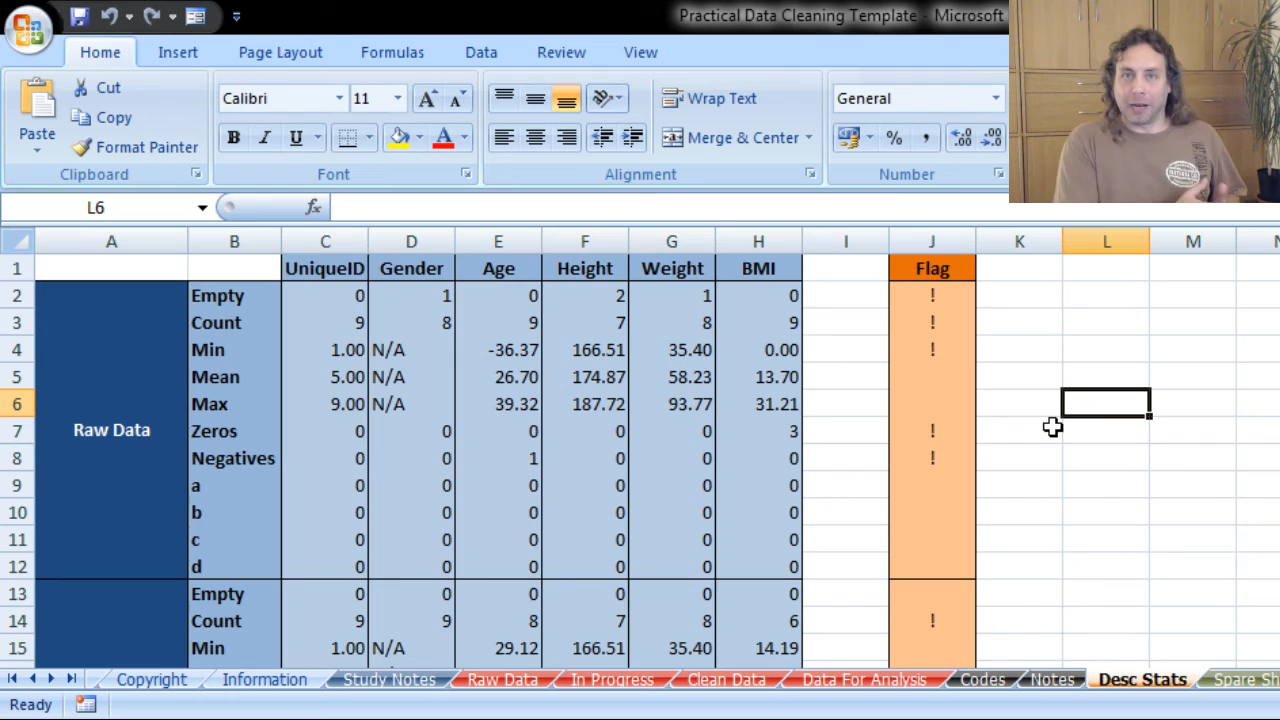 Practical Data Cleaning Template - Microsoft
Home Insert Page Layout Formulas Data Review View
Paste
Cut
Copy
Format Painter
Clipboard
Calibri 11
B I U
Font
Wrap Text
Merge & Center
Alignment
General
% ,
Number
L6 fx
A B C D E F G H I J K L M
1 UniqueID Gender Age Height Weight BMI Flag
2 Empty 0 1 0 2 1 0 !
3 Count 9 8 9 7 8 9 !
4 Min 1.00 N/A -36.37 166.51 35.40 0.00 !
5 Mean 5.00 N/A 26.70 174.87 58.23 13.70
6 Max 9.00 N/A 39.32 187.72 93.77 31.21
7 Raw Data Zeros 0 0 0 0 0 3 !
8 Negatives 0 0 1 0 0 0 !
9 a 0 0 0 0 0 0
10 b 0 0 0 0 0 0
11 c 0 0 0 0 0 0
12 d 0 0 0 0 0 0
13 Empty 0 0 0 0 0 0
14 Count 9 9 8 7 8 6 !
15 Min 1.00 N/A 29.12 166.51 35.40 14.19
Copyright Information Study Notes Raw Data In Progress Clean Data Data For Analysis Codes Notes Desc Stats Spare Sh
Ready